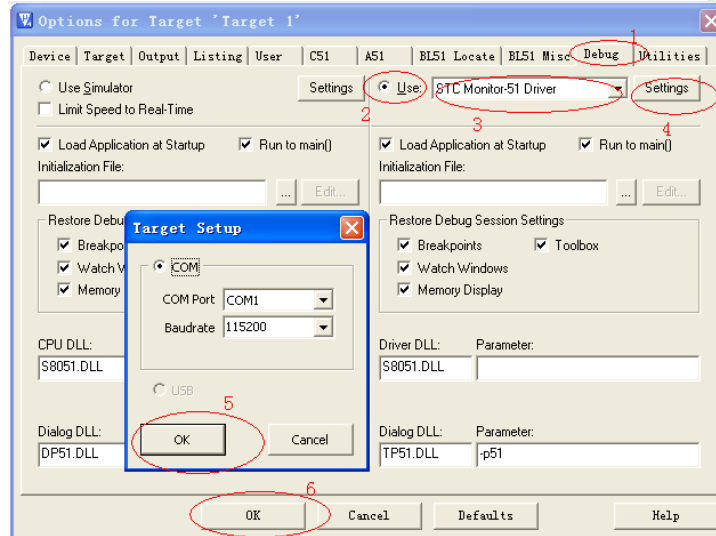 Options for Target 'Target 1'
1
Device Target Output Listing User C51 A51 BL51 Locate BL51 Misc Debug Utilities
Use Simulator Settings Use: STC Monitor-51 Driver Settings
Limit Speed to Real-Time
2 3 4
Load Application at Startup Run to main() Load Application at Startup Run to main()
Initialization File: Initialization File:
... Edit... ... Edit...
Restore Debu Restore Debug Session Settings
Target Setup
Breakpo Breakpoints Toolbox
Watch W Watch Windows
Memory Memory Display
COM
COM Port COM1
Baudrate 115200
CPU DLL: Driver DLL: Parameter:
S8051.DLL S8051.DLL
USB
5
OK Cancel
Dialog DLL: Dialog DLL: Parameter:
DP51.DLL TP51.DLL -p51
6
OK Cancel Defaults Help